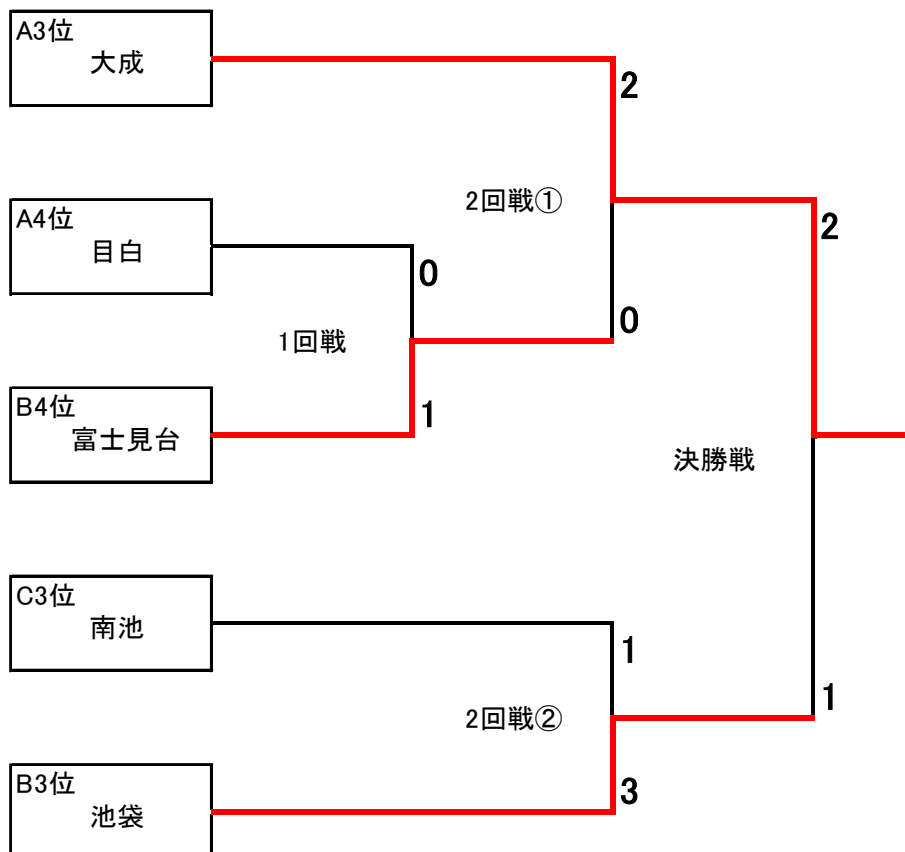 A3位
大成
2
2回戦①
A4位
目白
2
0
0
1回戦
B4位
富士見台
1
決勝戦
C3位
南池
1
2回戦②
1
B3位
池袋
3